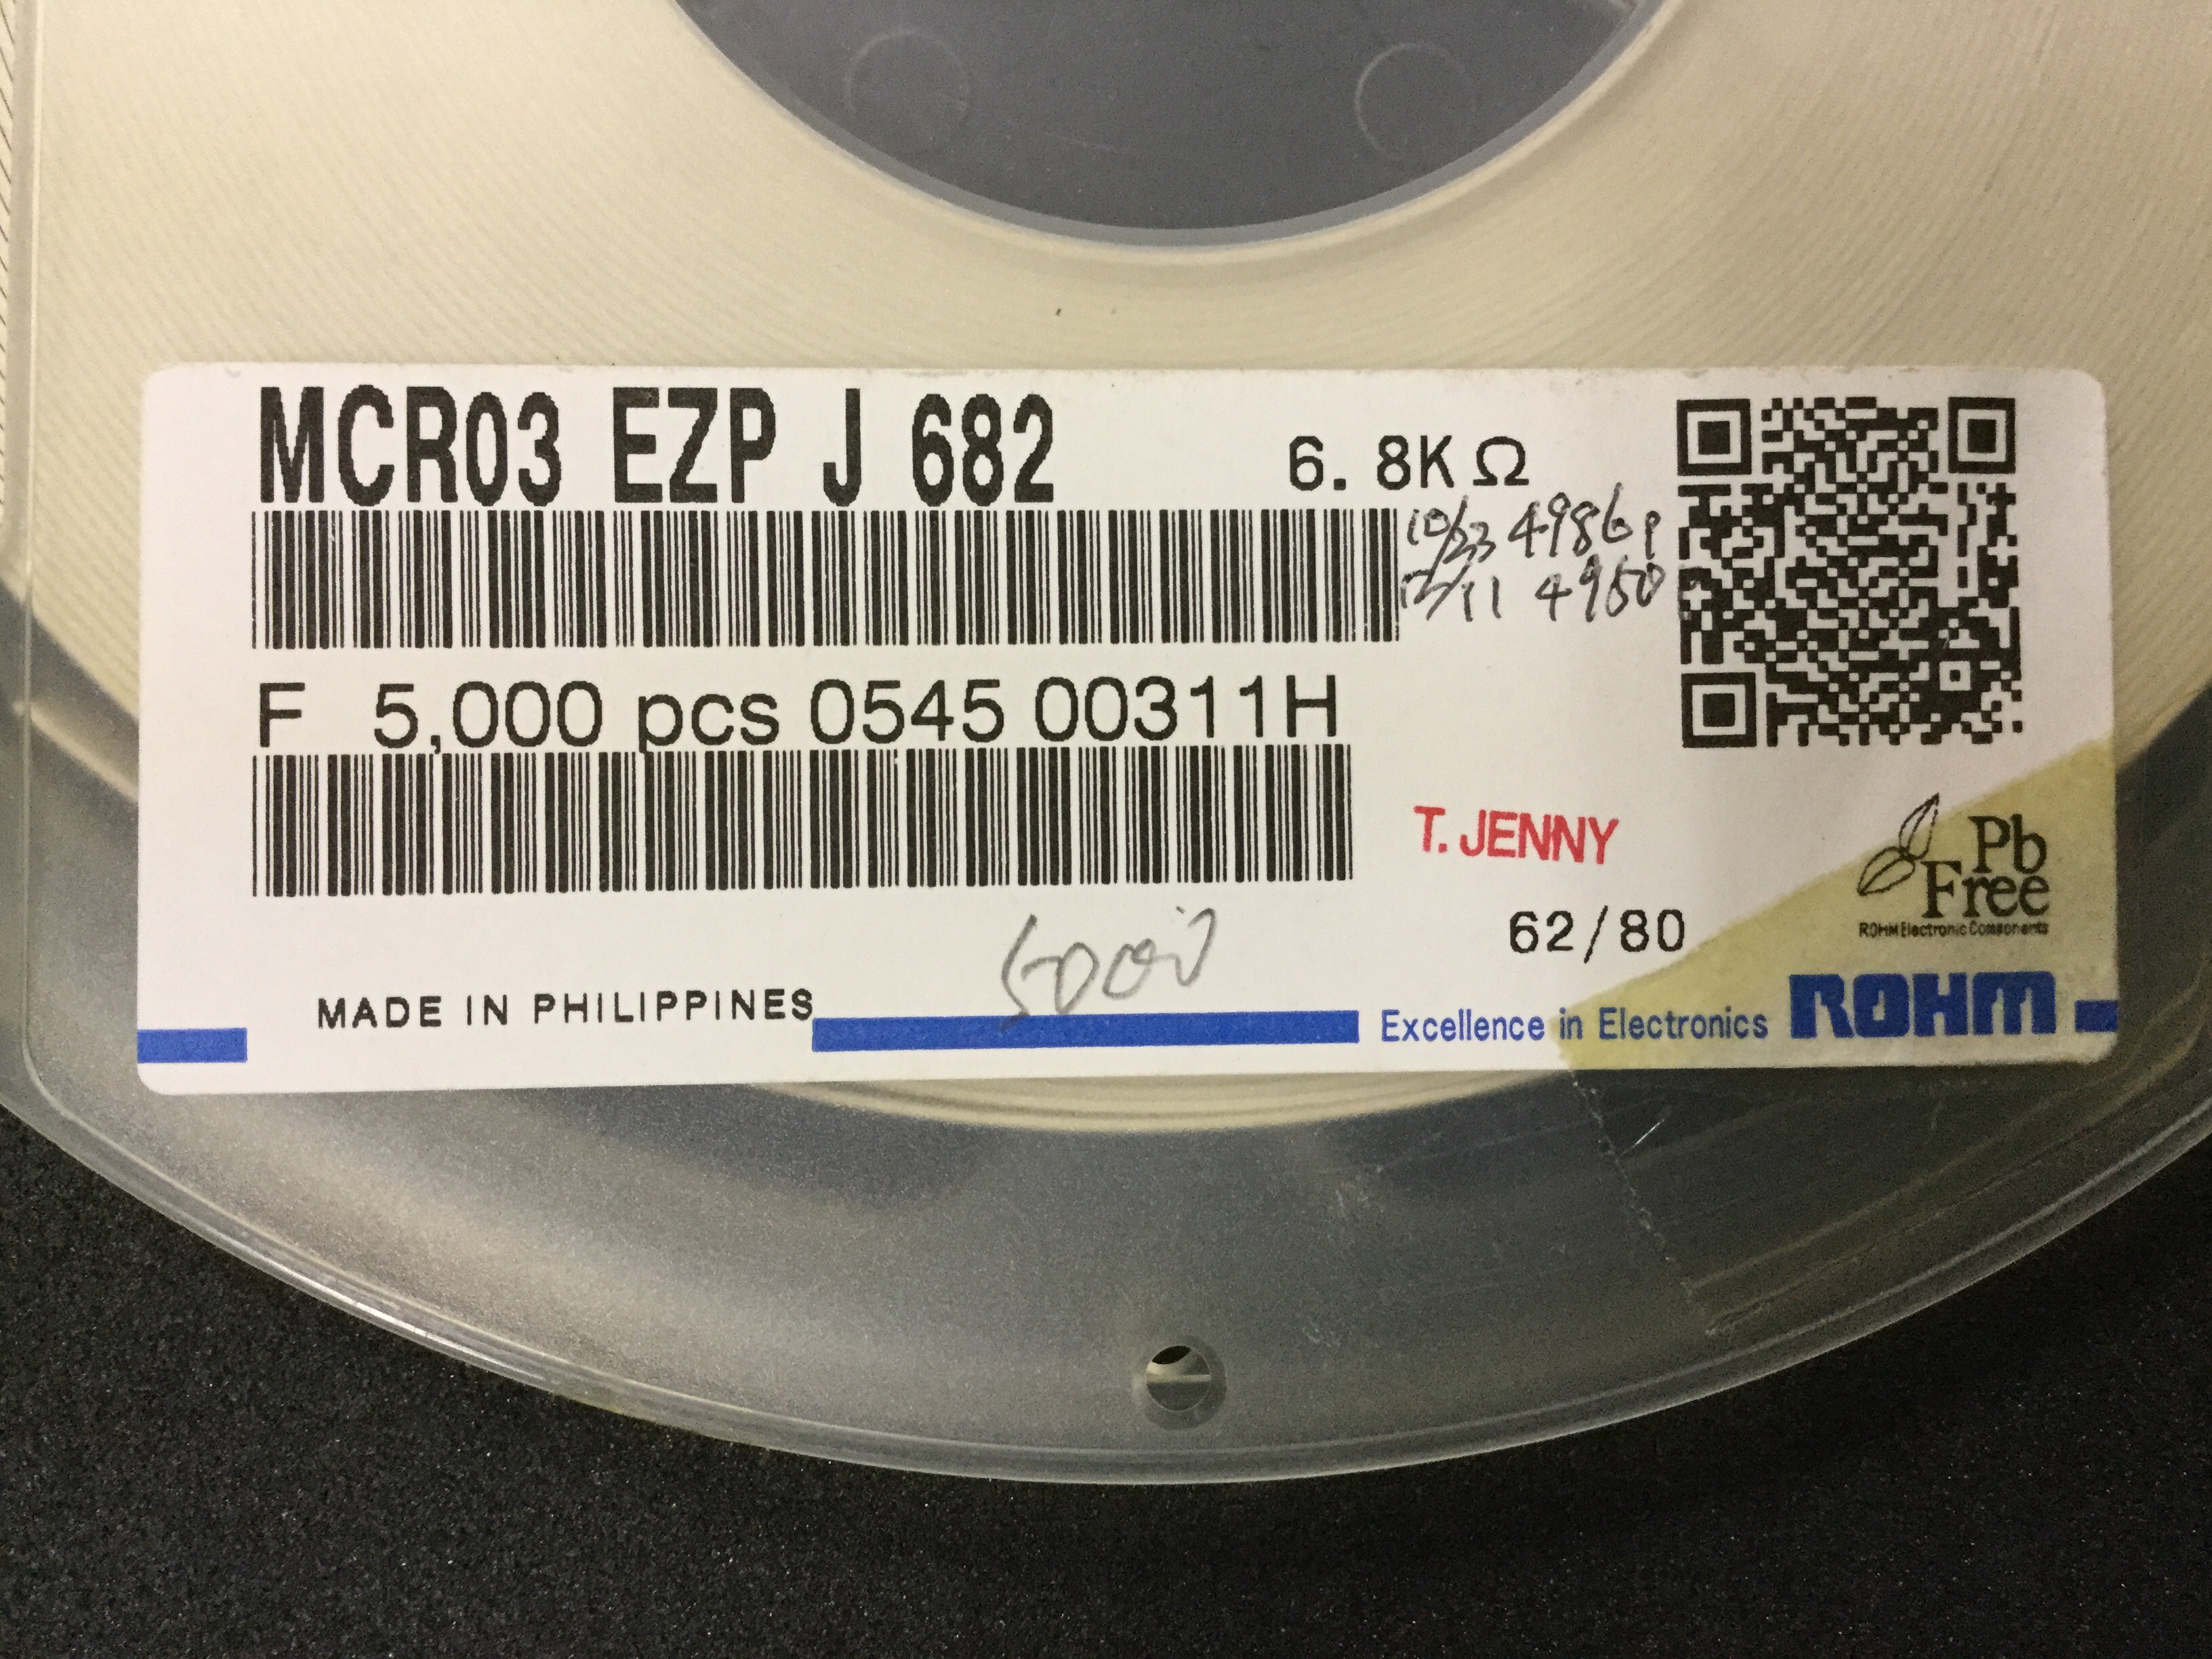 MCR03 EZP J 682
6.8KΩ
10/23 4986p
12/11 4950
F 5,000 pcs 0545 00311H
T. JENNY
Pb
Free
ROHM Electronic Components
62/80
5000
MADE IN PHILIPPINES
Excellence in Electronics ROHM